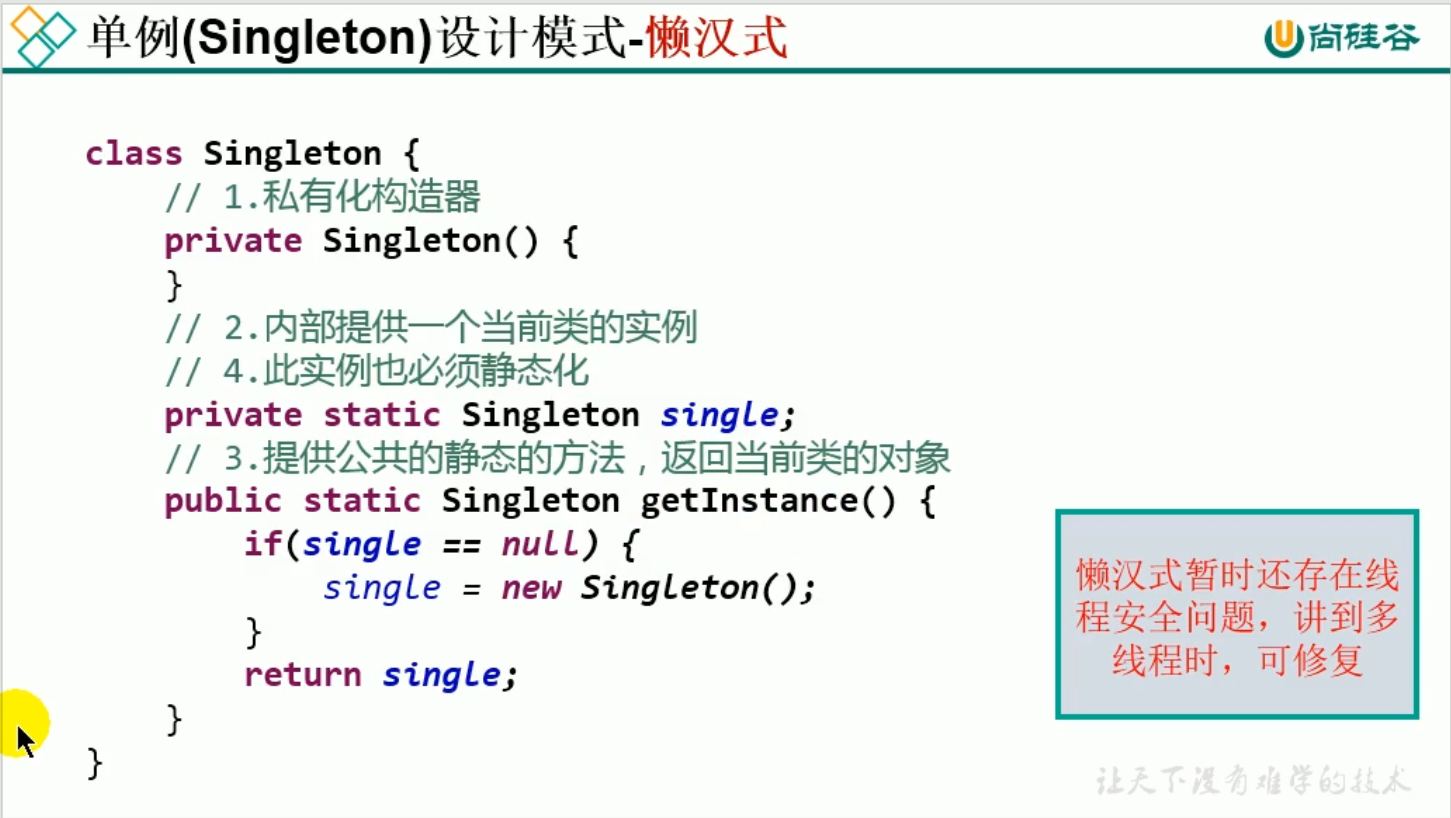 单例(Singleton)设计模式-懒汉式
尚硅谷
class Singleton {
// 1.私有化构造器
private Singleton() {
}
// 2.内部提供一个当前类的实例
// 4.此实例也必须静态化
private static Singleton single;
// 3.提供公共的静态的方法，返回当前类的对象
public static Singleton getInstance() {
if(single == null) {
single = new Singleton();
}
return single;
}
}
懒汉式暂时还存在线
程安全问题，讲到多
线程时，可修复
让天下没有难学的技术